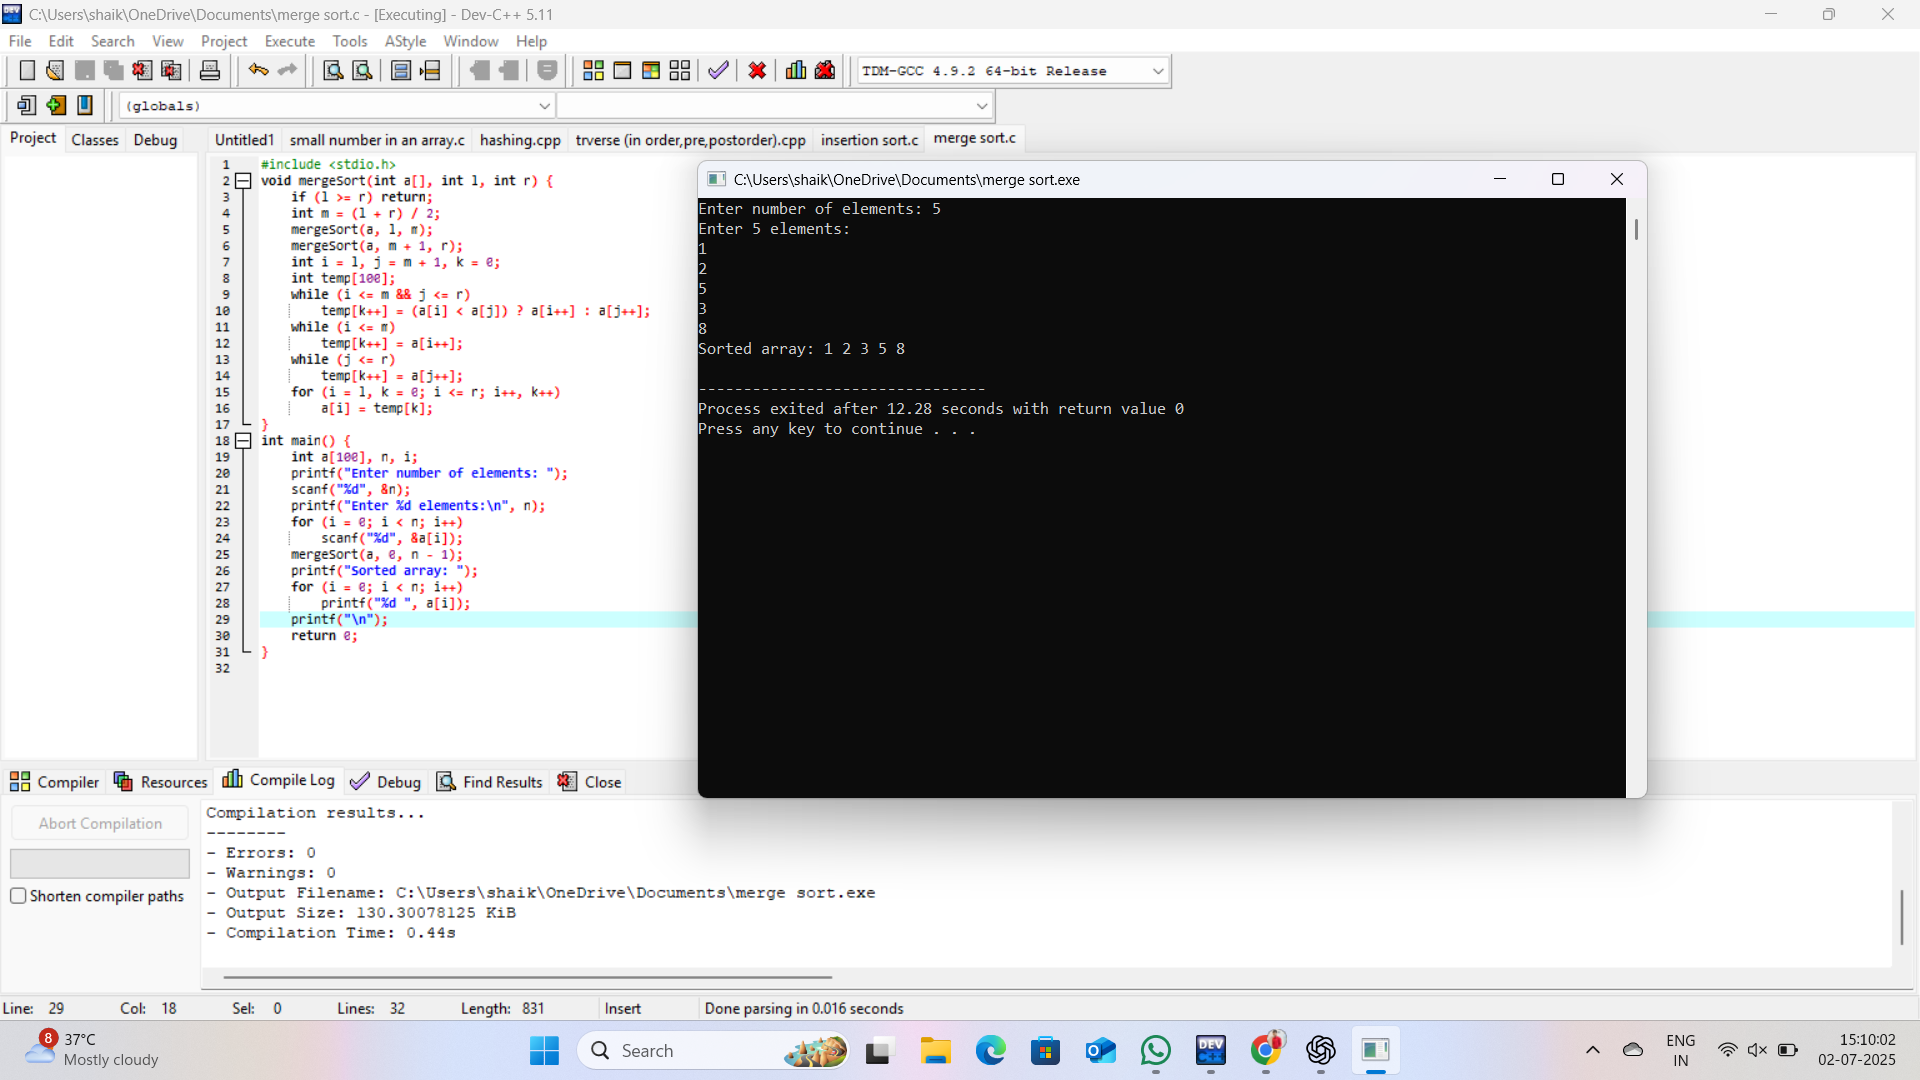 C:\Users\shaik\OneDrive\Documents\merge sort.c - [Executing] - Dev-C++ 5.11
File Edit Search View Project Execute Tools AStyle Window Help
TDM-GCC 4.9.2 64-bit Release
(globals)
Project Classes Debug
Untitled1 small number in an array.c hashing.cpp trverse (in order,pre,postorder).cpp insertion sort.c merge sort.c
1 #include <stdio.h>
2 void mergeSort(int a[], int l, int r) {
3 if (l >= r) return;
4 int m = (l + r) / 2;
5 mergeSort(a, l, m);
6 mergeSort(a, m + 1, r);
7 int i = l, j = m + 1, k = 0;
8 int temp[100];
9 while (i <= m && j <= r)
10 temp[k++] = (a[i] < a[j]) ? a[i++] : a[j++];
11 while (i <= m)
12 temp[k++] = a[i++];
13 while (j <= r)
14 temp[k++] = a[j++];
15 for (i = l, k = 0; i <= r; i++, k++)
16 a[i] = temp[k];
17 }
18 int main() {
19 int a[100], n, i;
20 printf("Enter number of elements: ");
21 scanf("%d", &n);
22 printf("Enter %d elements:\n", n);
23 for (i = 0; i < n; i++)
24 scanf("%d", &a[i]);
25 mergeSort(a, 0, n - 1);
26 printf("Sorted array: ");
27 for (i = 0; i < n; i++)
28 printf("%d ", a[i]);
29 printf("\n");
30 return 0;
31 }
32
C:\Users\shaik\OneDrive\Documents\merge sort.exe
Enter number of elements: 5
Enter 5 elements:
1
2
5
3
8
Sorted array: 1 2 3 5 8
--------------------------------
Process exited after 12.28 seconds with return value 0
Press any key to continue . . .
Compiler Resources Compile Log Debug Find Results Close
Abort Compilation
Shorten compiler paths
Compilation results...
--------
- Errors: 0
- Warnings: 0
- Output Filename: C:\Users\shaik\OneDrive\Documents\merge sort.exe
- Output Size: 130.30078125 KiB
- Compilation Time: 0.44s
Line: 29 Col: 18 Sel: 0 Lines: 32 Length: 831 Insert Done parsing in 0.016 seconds
8
37°C
Mostly cloudy
Search
DEV
ENG
IN
15:10:02
02-07-2025